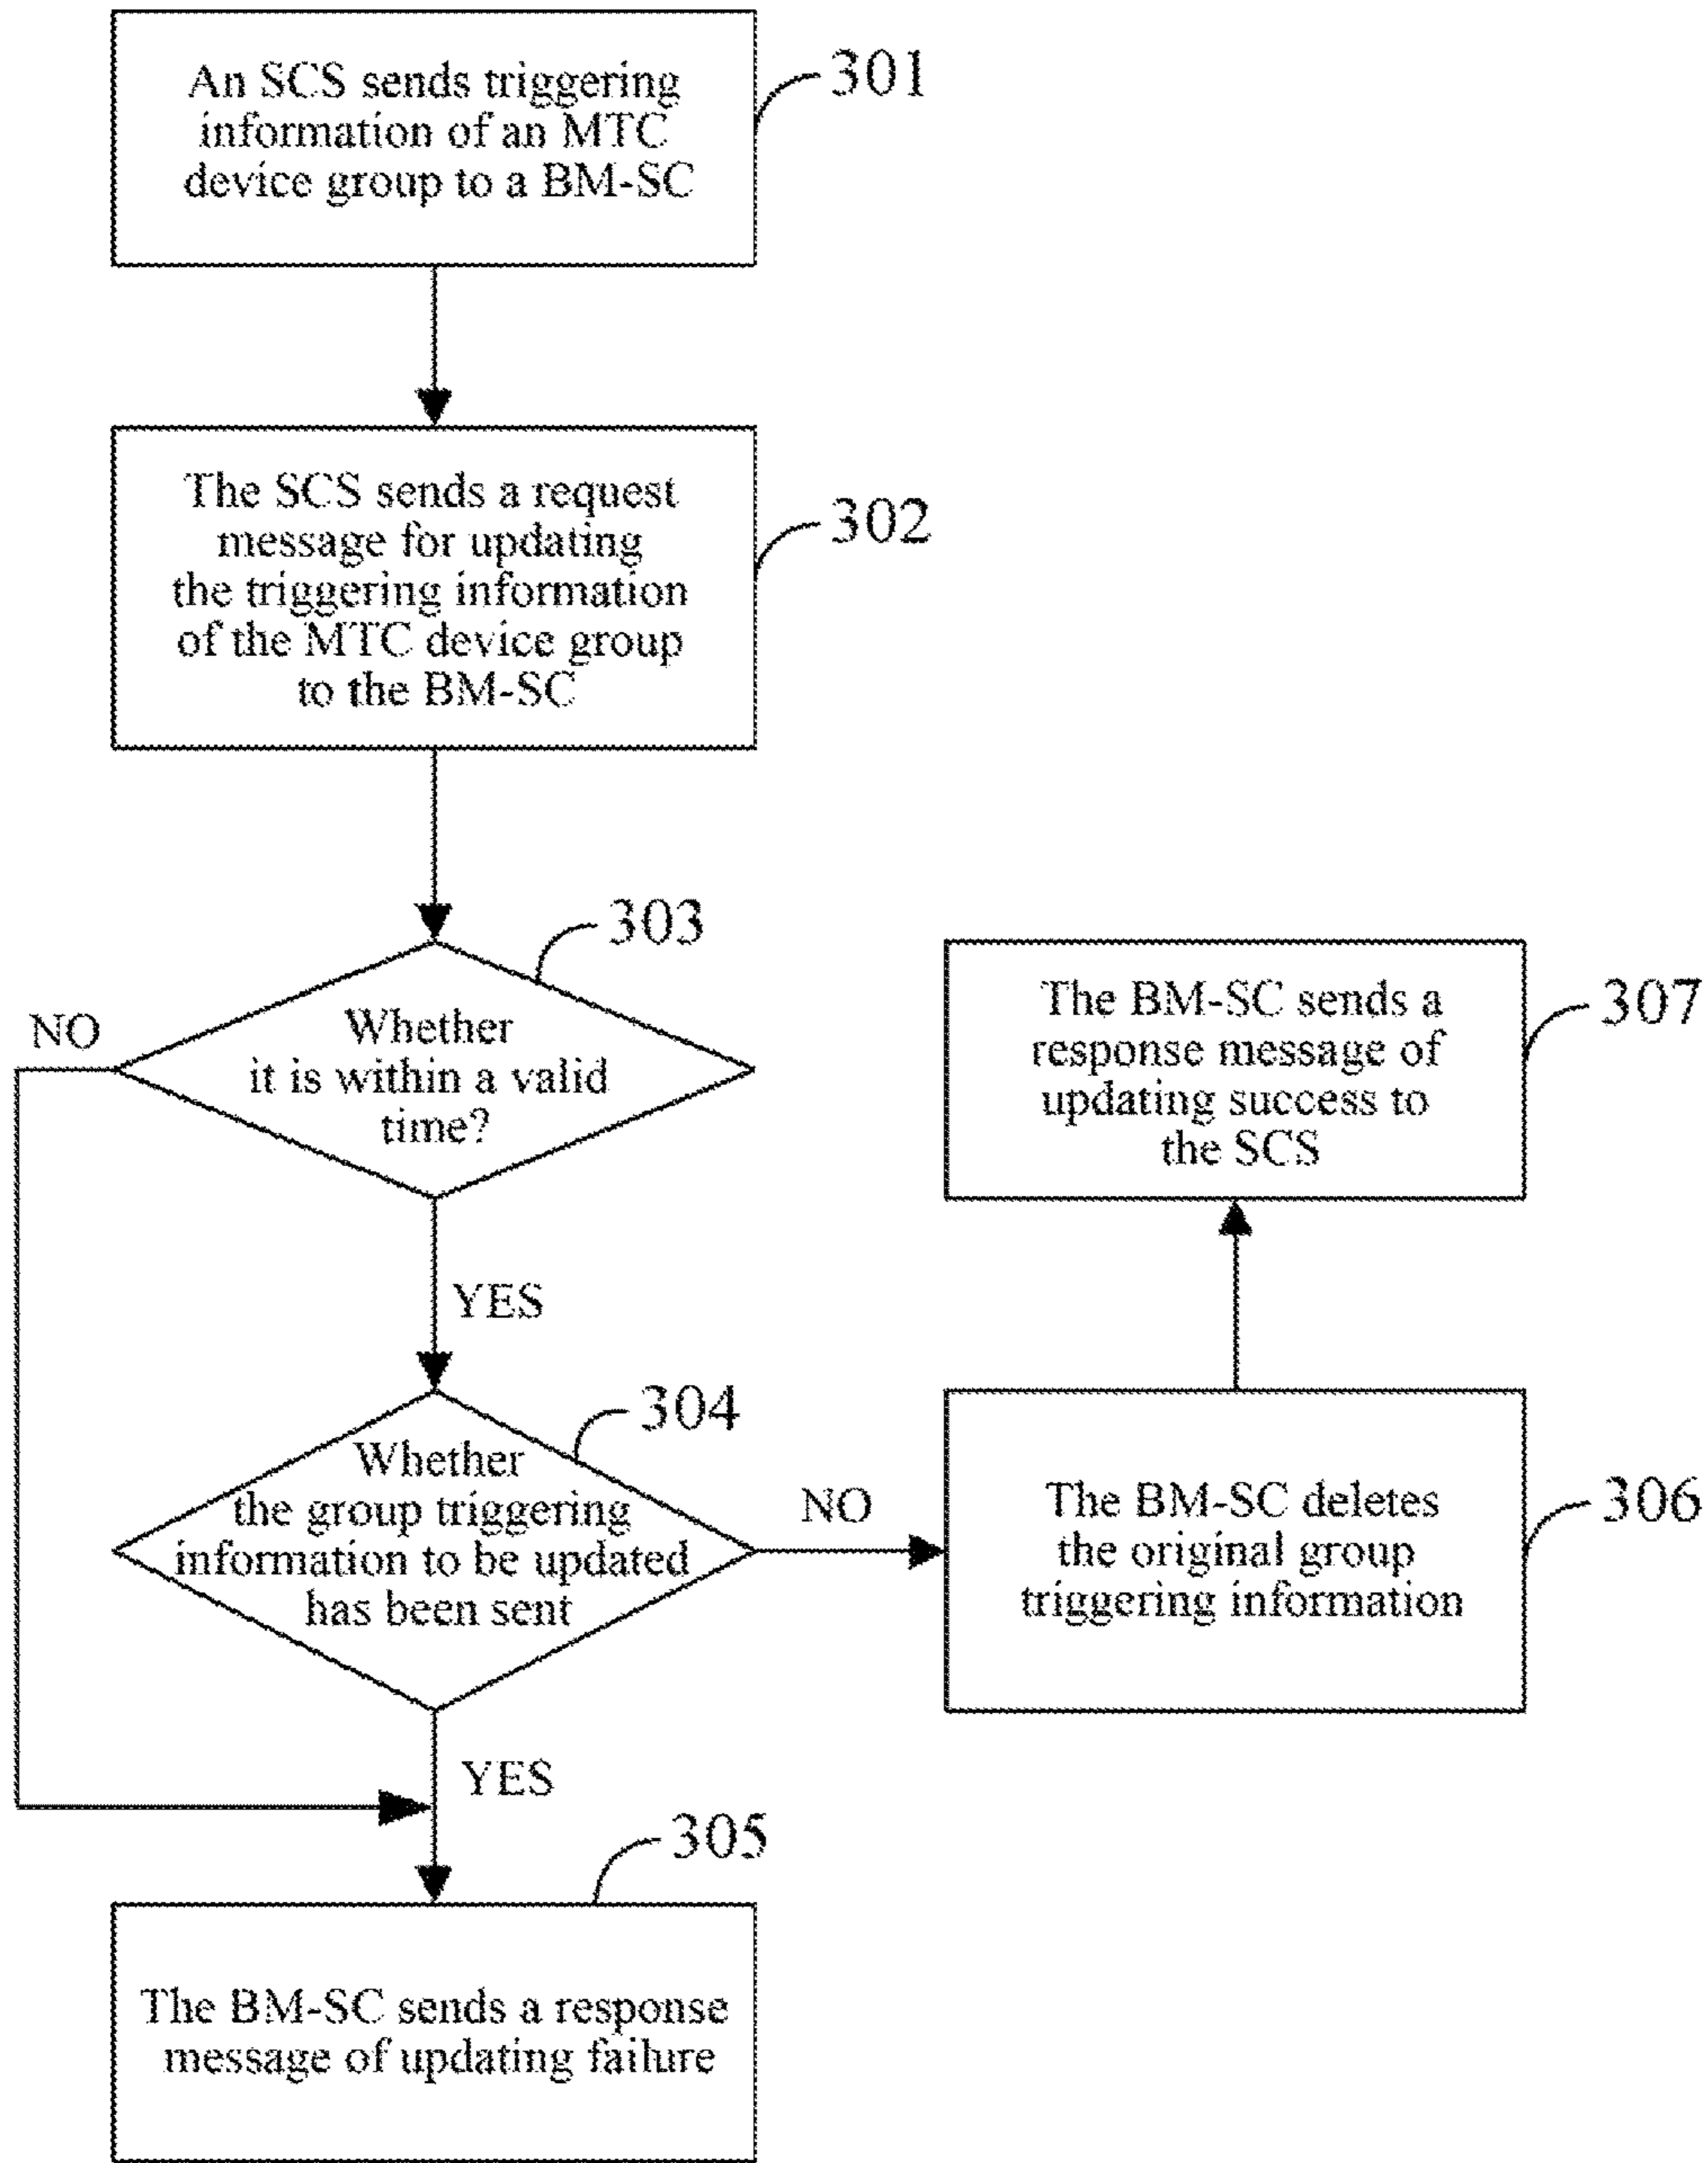 An SCS sends triggering
information of an MTC
device group to a BM-SC
301
The SCS sends a request
message for updating
the triggering information
of the MTC device group
to the BM-SC
302
303
NO
Whether
it is within a valid
time?
The BM-SC sends a
response message of
updating success to
the SCS
307
YES
304
Whether
the group triggering
information to be updated
has been sent
NO
The BM-SC deletes
the original group
triggering information
306
YES
305
The BM-SC sends a response
message of updating failure